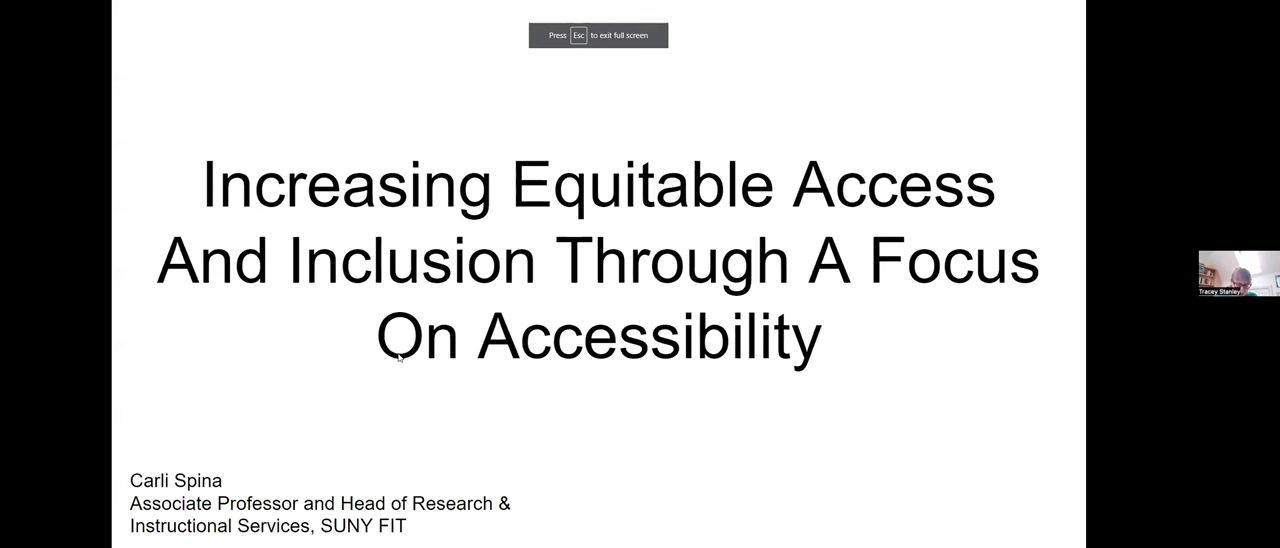 Press Esc to exit full screen
Increasing Equitable Access
And Inclusion Through A Focus
On Accessibility
Tracey Stanley
Carli Spina
Associate Professor and Head of Research &
Instructional Services, SUNY FIT